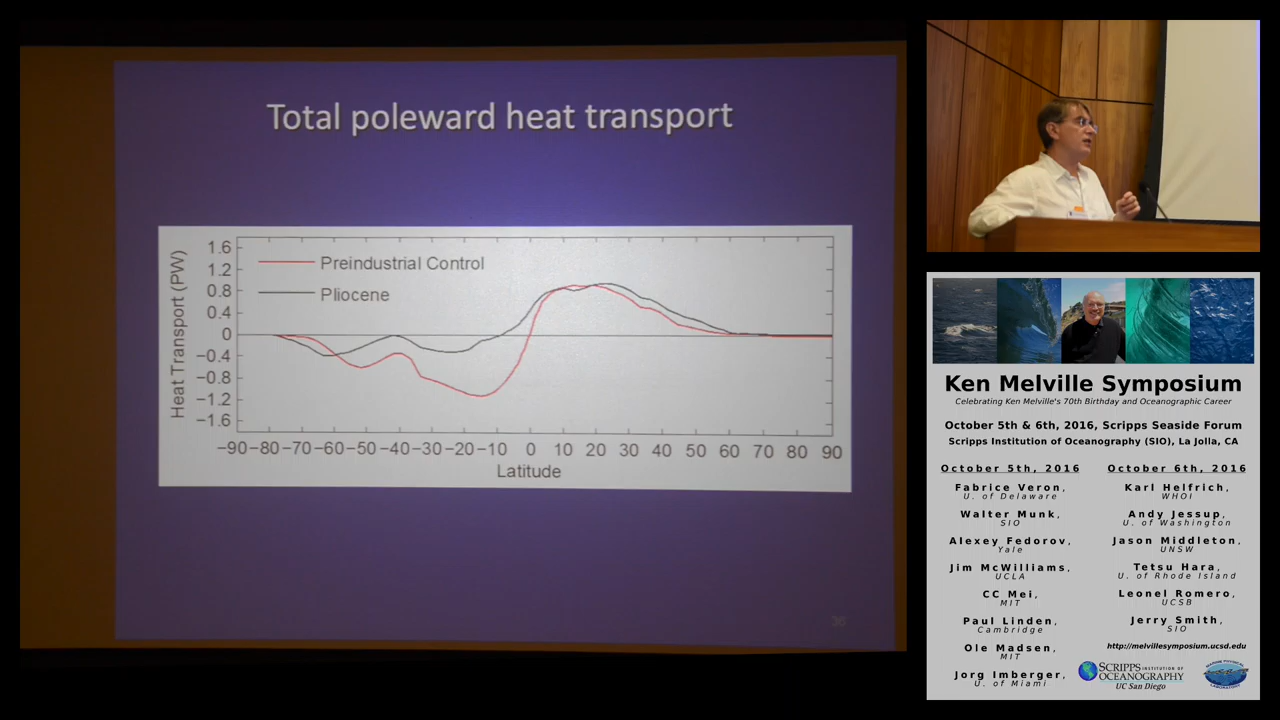 Total poleward heat transport
Heat Transport (PW)
1.6
1.2
0.8
0.4
0
−0.4
−0.8
−1.2
−1.6
Preindustrial Control
Pliocene
−90 −80 −70 −60 −50 −40 −30 −20 −10 0 10 20 30 40 50 60 70 80 90
Latitude
36
Ken Melville Symposium
Celebrating Ken Melville's 70th Birthday and Oceanographic Career
October 5th & 6th, 2016, Scripps Seaside Forum
Scripps Institution of Oceanography (SIO), La Jolla, CA
October 5th, 2016
Fabrice Veron,
U. of Delaware
Walter Munk,
SIO
Alexey Fedorov,
Yale
Jim McWilliams,
UCLA
CC Mei,
MIT
Paul Linden,
Cambridge
Ole Madsen,
MIT
Jorg Imberger,
U. of Miami
October 6th, 2016
Karl Helfrich,
WHOI
Andy Jessup,
U. of Washington
Jason Middleton,
UNSW
Tetsu Hara,
U. of Rhode Island
Leonel Romero,
UCSB
Jerry Smith,
SIO
http://melvillesymposium.ucsd.edu
SCRIPPS INSTITUTION OF
OCEANOGRAPHY
UC San Diego